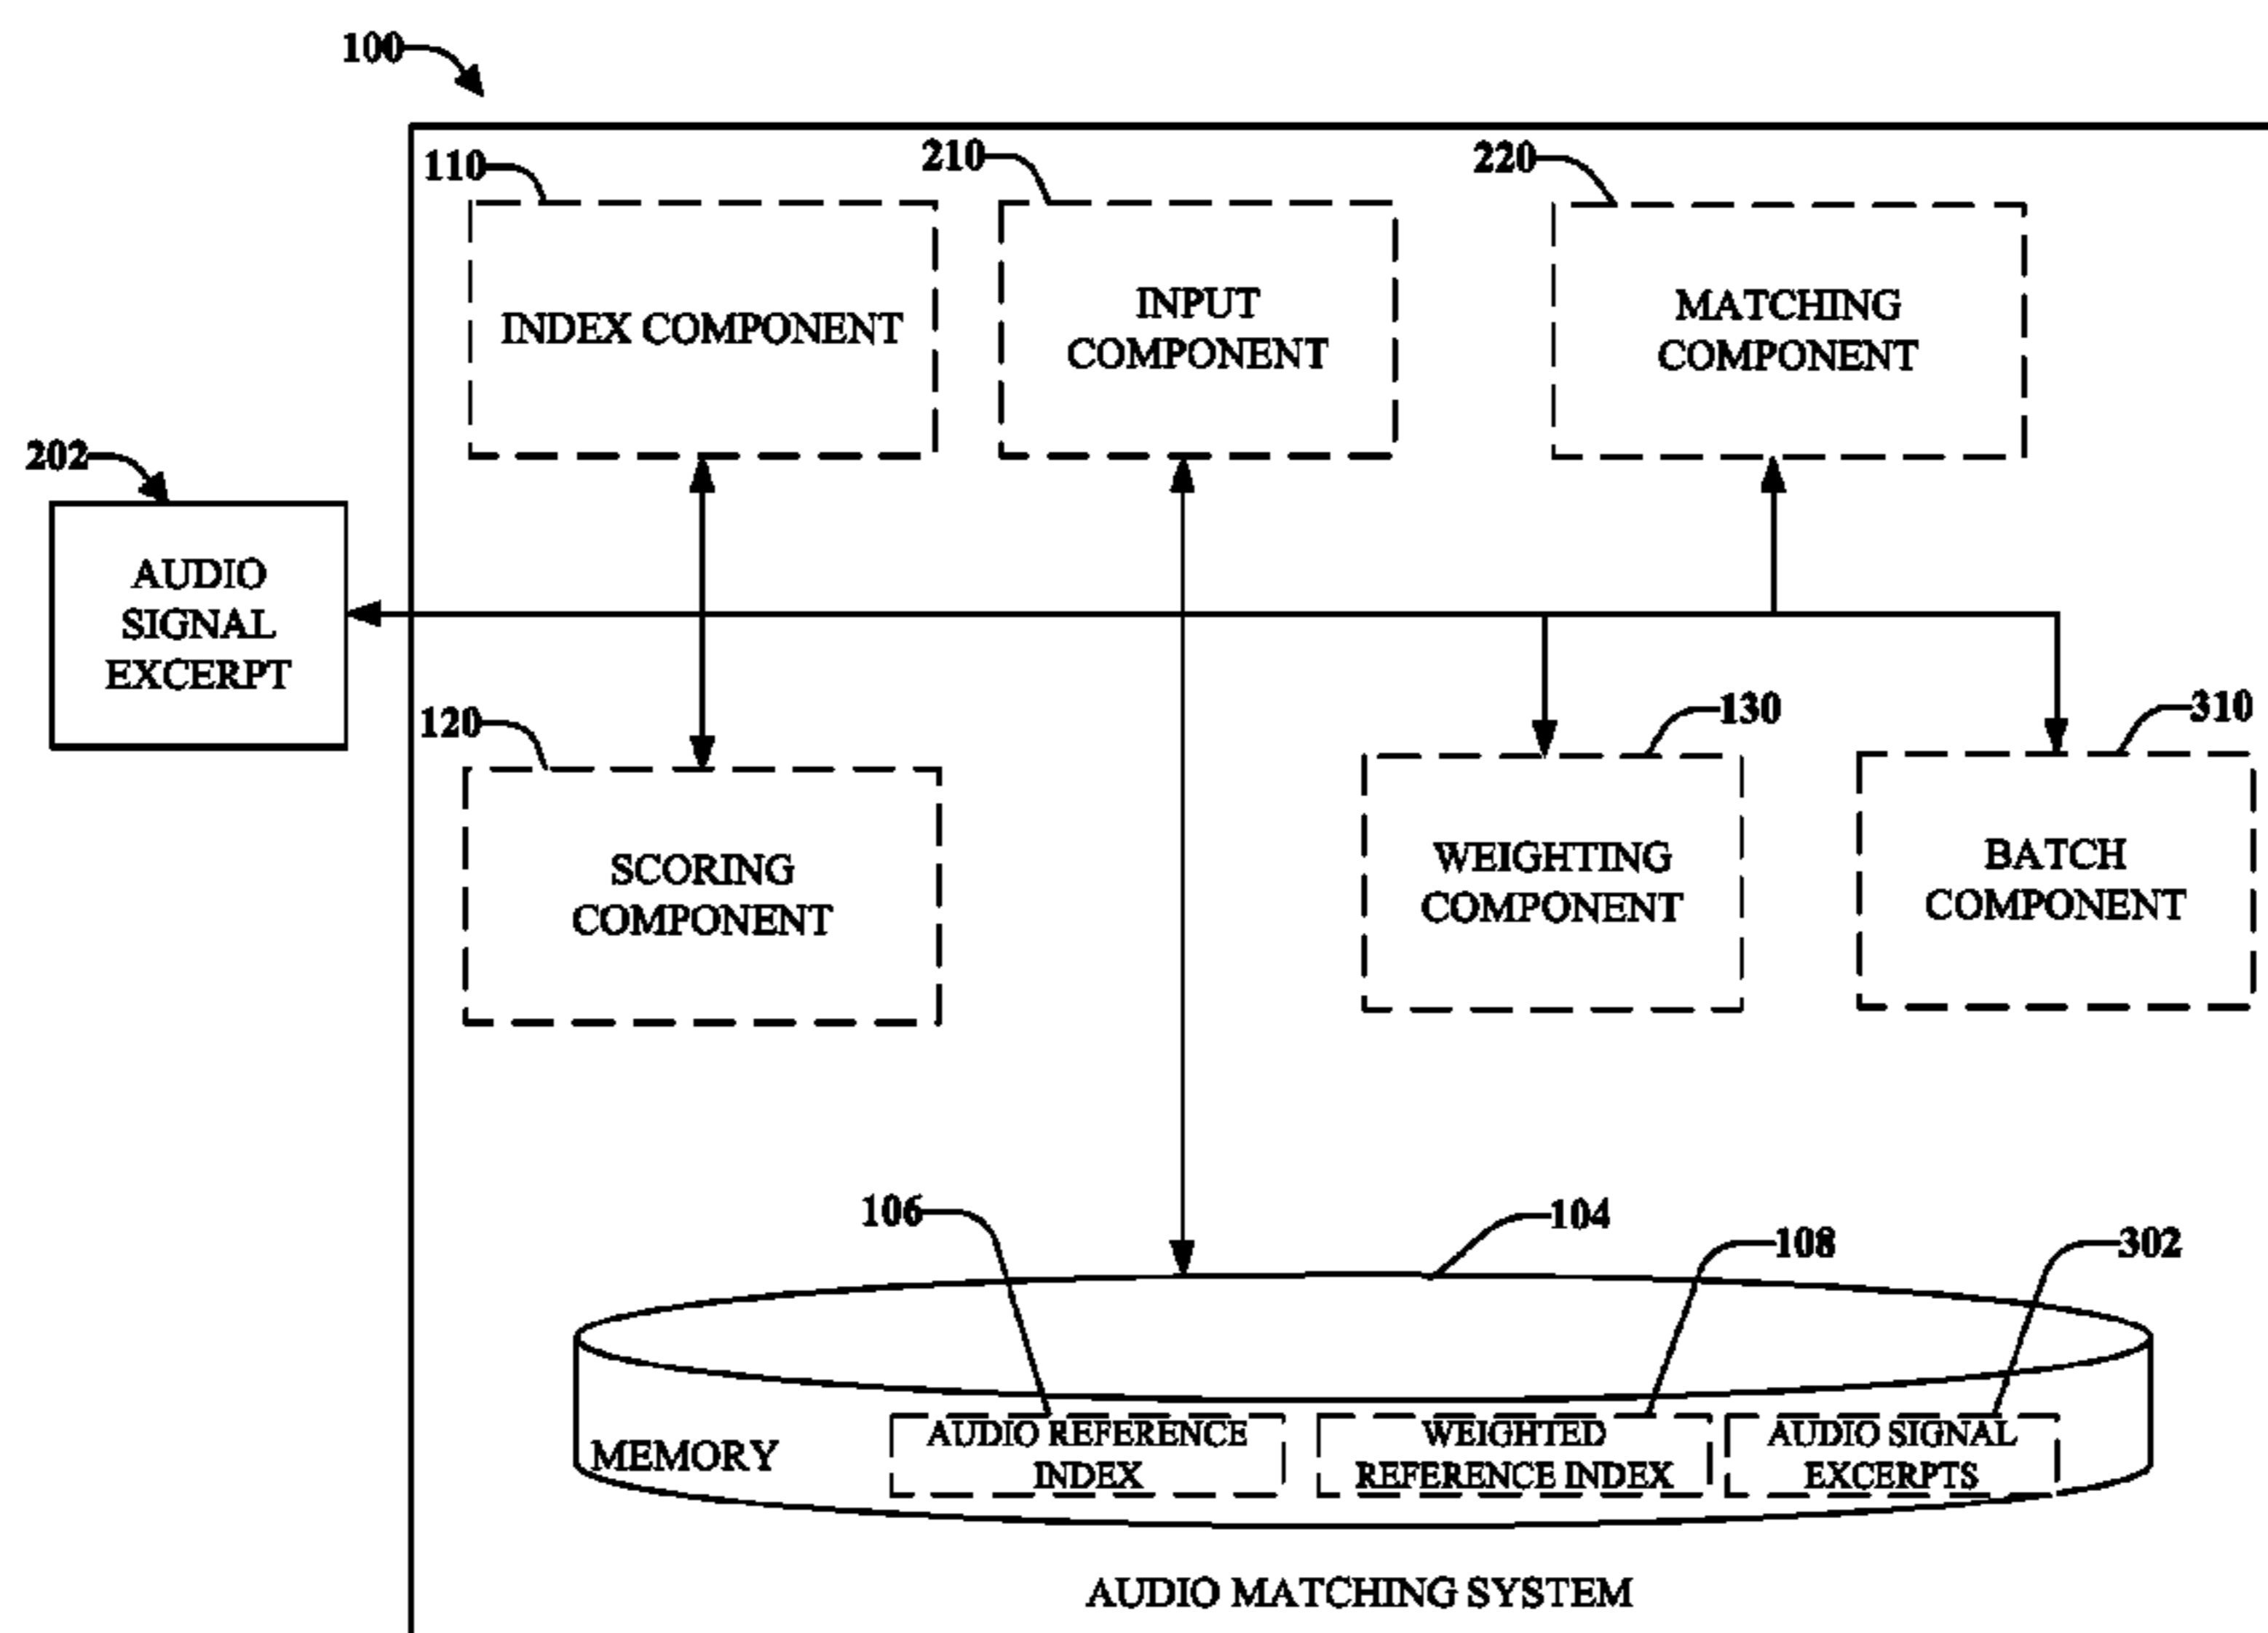 100
110
210
220
INDEX COMPONENT
INPUT
COMPONENT
MATCHING
COMPONENT
202
AUDIO
SIGNAL
EXCERPT
120
130
310
SCORING
COMPONENT
WEIGHTING
COMPONENT
BATCH
COMPONENT
106
104
108
302
MEMORY
AUDIO REFERENCE
INDEX
WEIGHTED
REFERENCE INDEX
AUDIO SIGNAL
EXCERPTS
AUDIO MATCHING SYSTEM